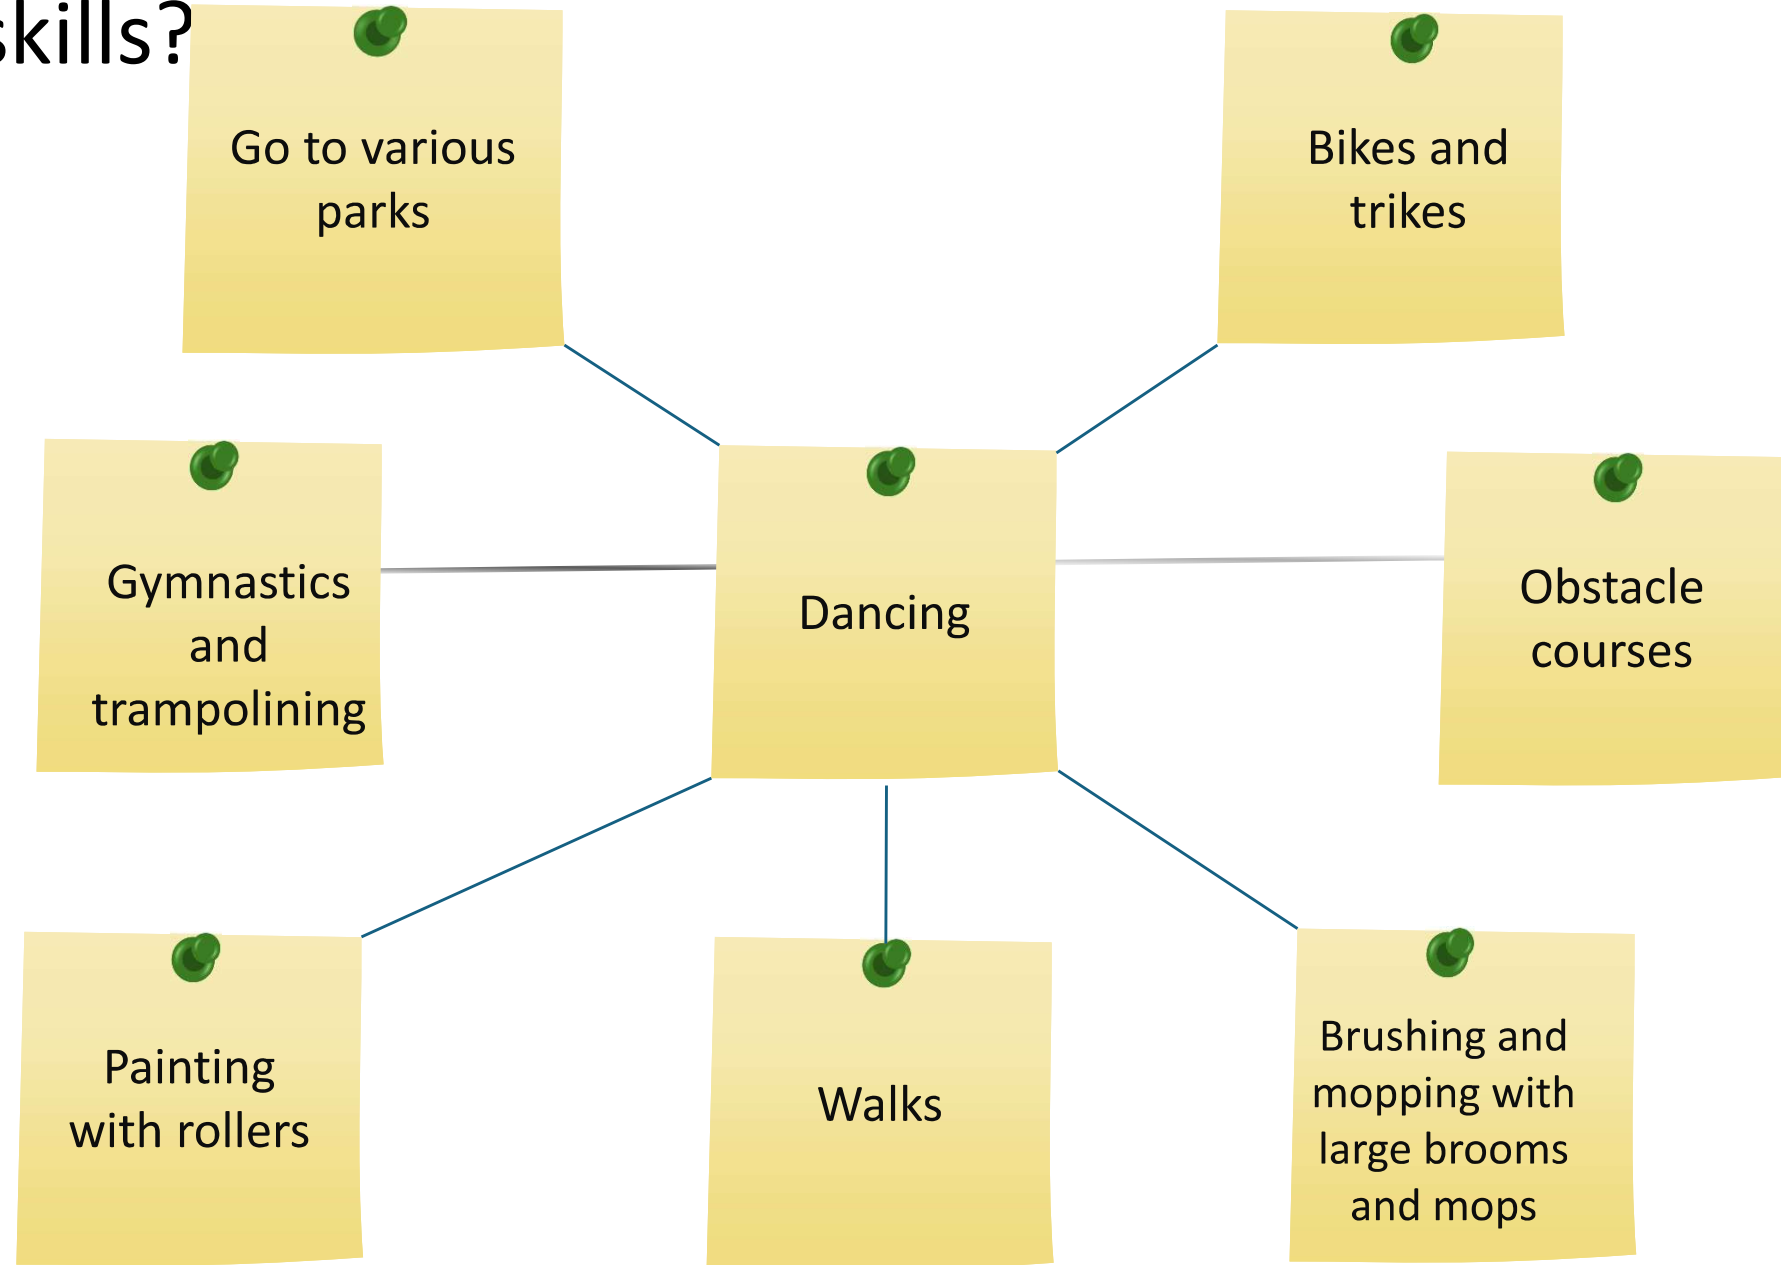 skills?
Go to various
parks
Bikes and
trikes
Gymnastics
and
trampolining
Dancing
Obstacle
courses
Painting
with rollers
Walks
Brushing and
mopping with
large brooms
and mops